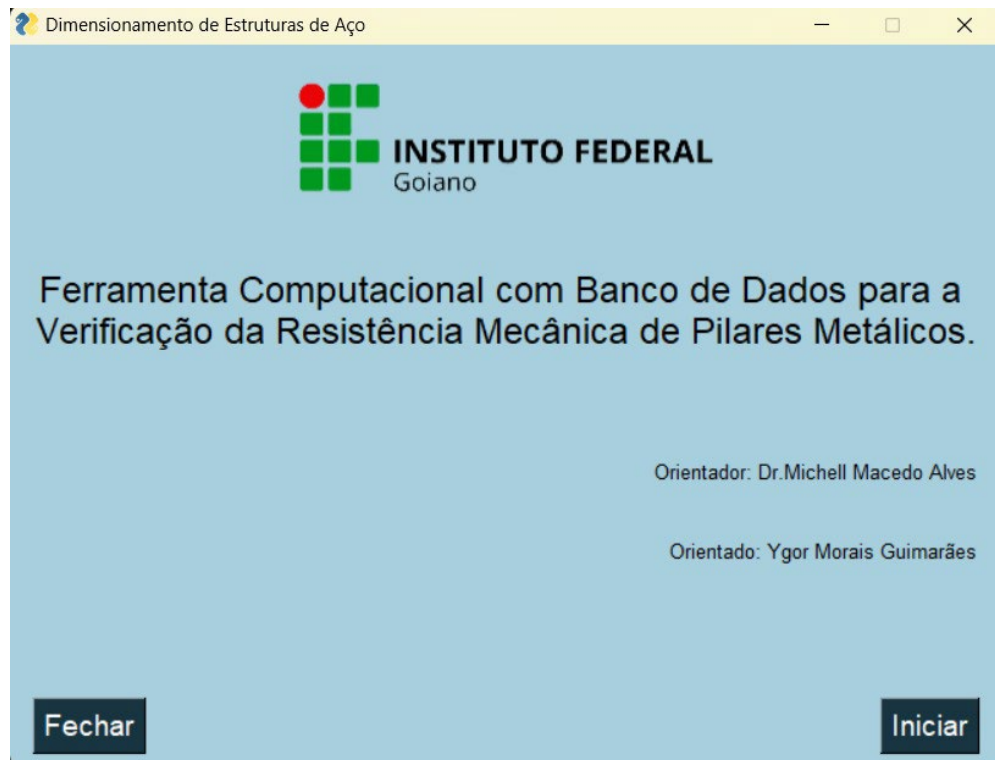 Dimensionamento de Estruturas de Aço
INSTITUTO FEDERAL
Goiano
Ferramenta Computacional com Banco de Dados para a
Verificação da Resistência Mecânica de Pilares Metálicos.
Orientador: Dr.Michell Macedo Alves
Orientado: Ygor Morais Guimarães
Fechar
Iniciar